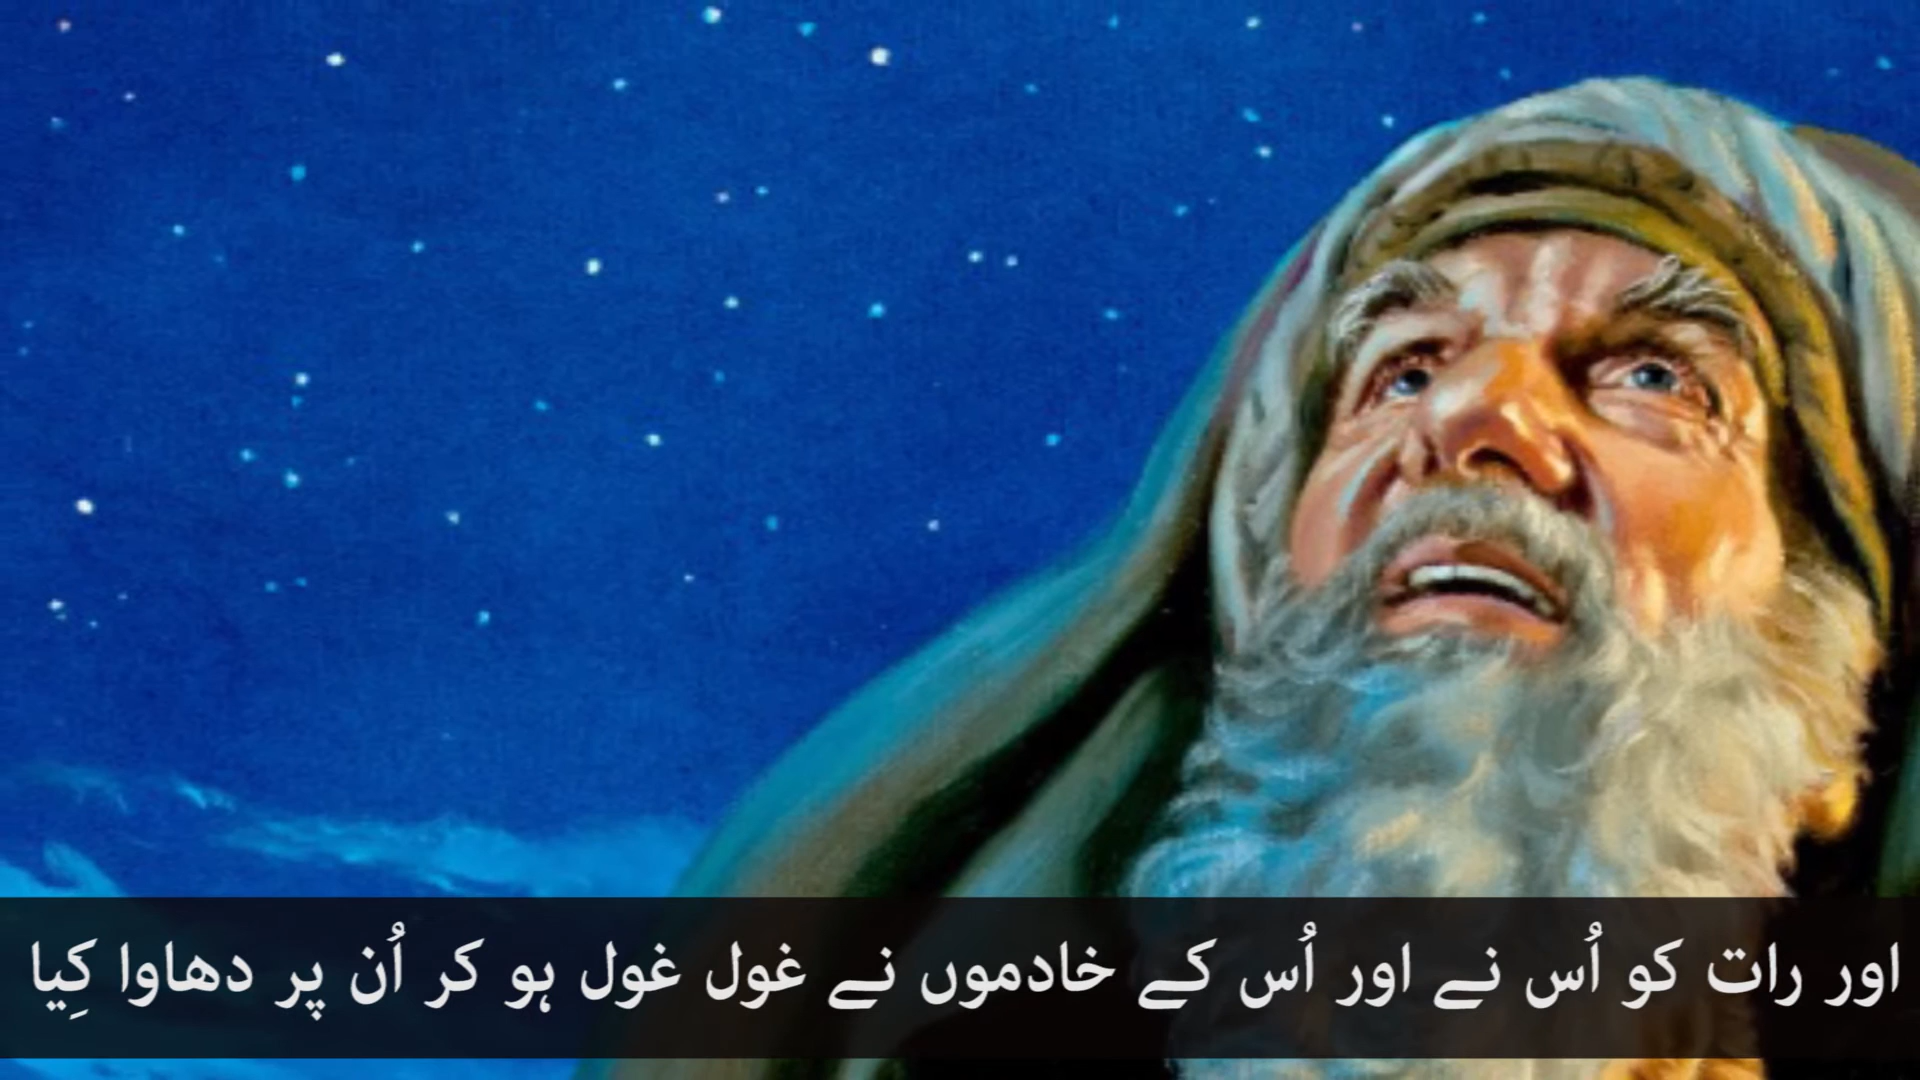 اور رات کو اُس نے اور اُس کے خادموں نے غول غول ہو کر اُن پر دھاوا کِیا